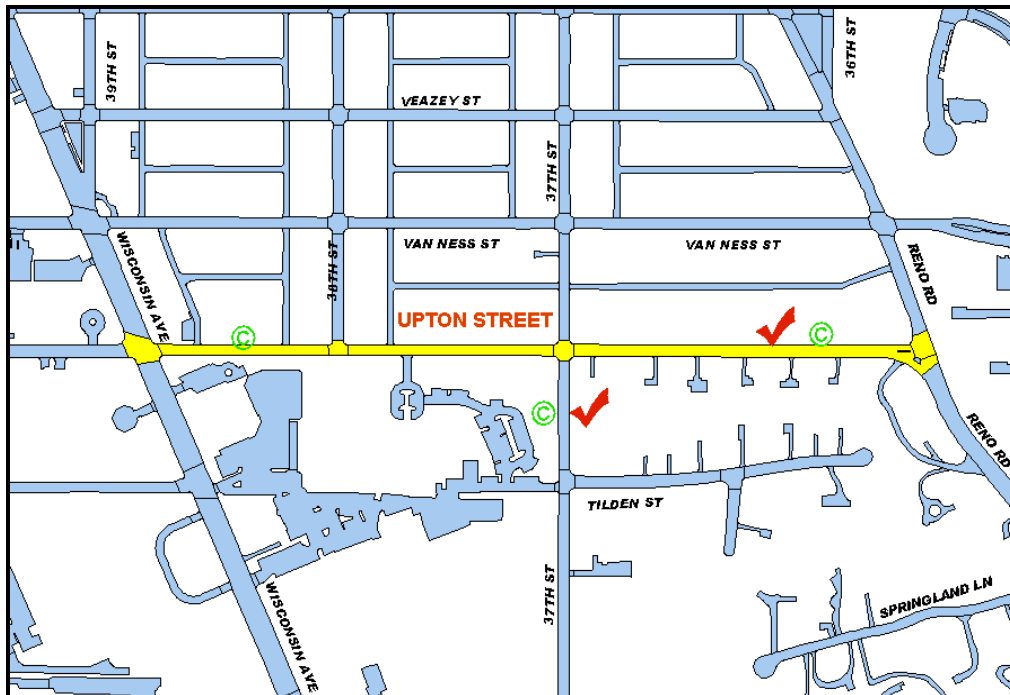 39TH ST
36TH ST
VEAZEY ST
37TH ST
WISCONSIN AVE
38TH ST
VAN NESS ST
VAN NESS ST
RENO RD
UPTON STREET
©
©
©
RENO RD
TILDEN ST
37TH ST
WISCONSIN AVE
SPRINGLAND LN